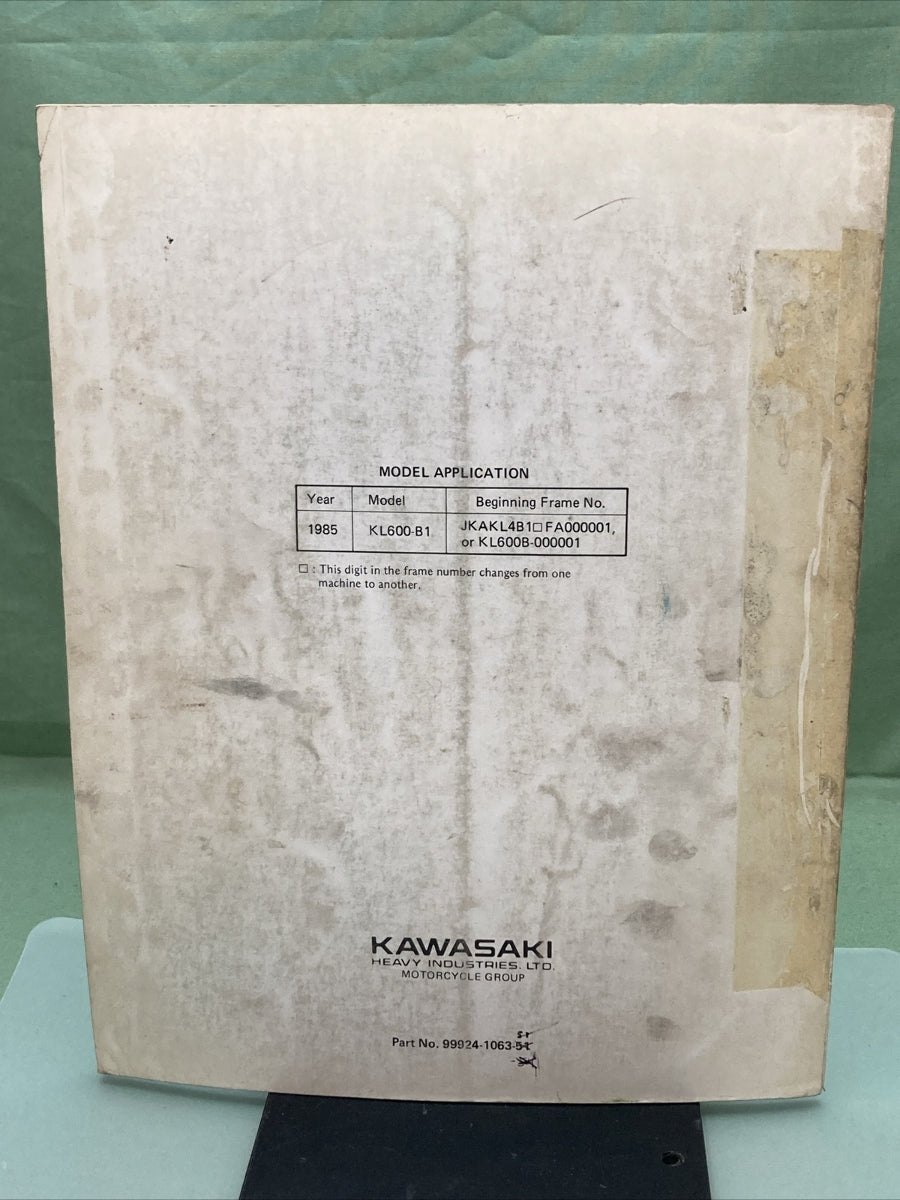 MODEL APPLICATION
Year Model Beginning Frame No.
1985 KL600-B1 JKAKL4B1□FA000001,
or KL600B-000001
□ : This digit in the frame number changes from one
machine to another.
KAWASAKI
HEAVY INDUSTRIES, LTD.
MOTORCYCLE GROUP
Part No. 99924-1063-